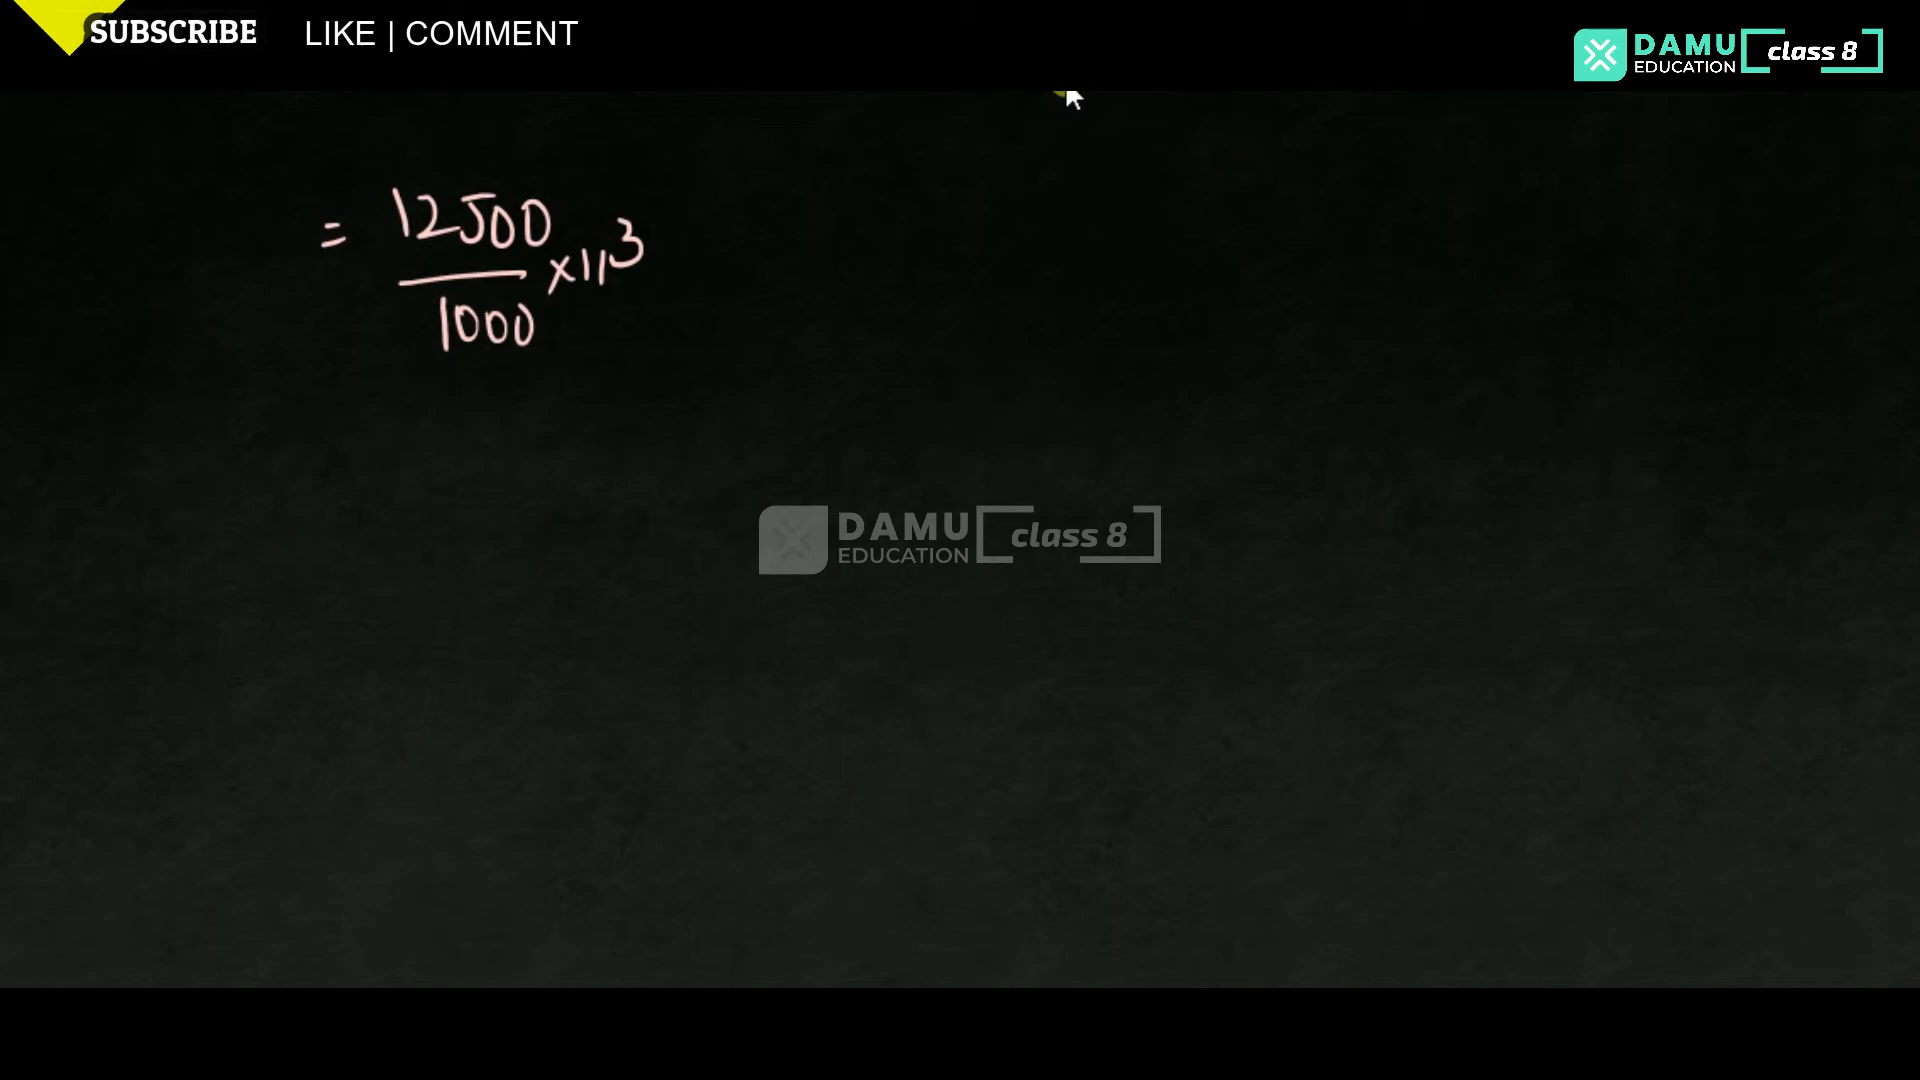 SUBSCRIBE LIKE | COMMENT
DAMU EDUCATION class 8
= 12500
×11³
1000
DAMU EDUCATION class 8